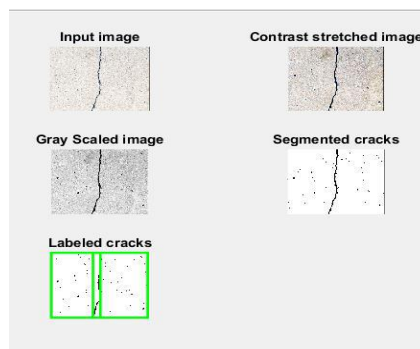 Input image
Contrast stretched image
Gray Scaled image
Segmented cracks
Labeled cracks